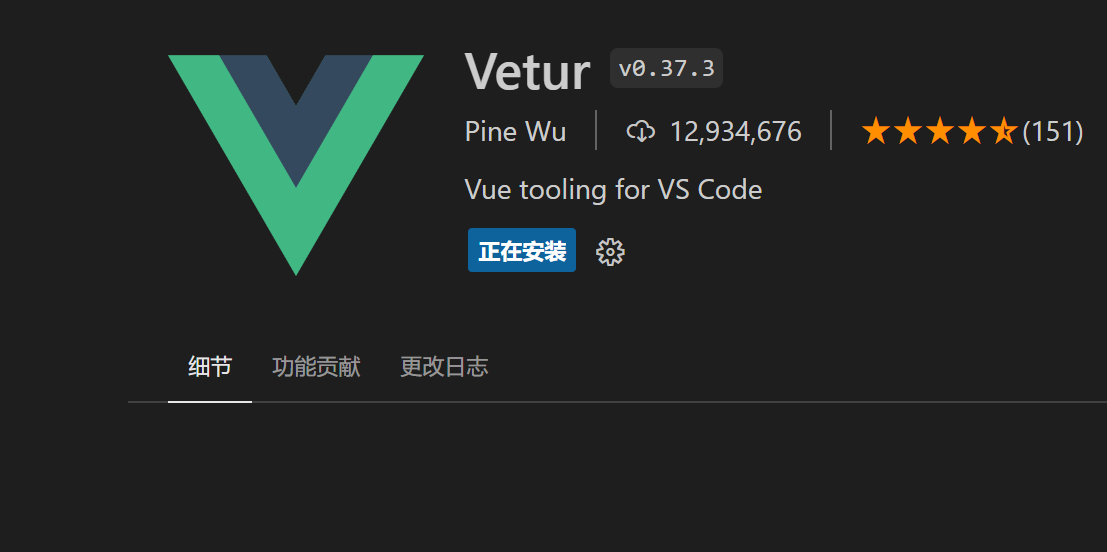 Vetur v0.37.3
Pine Wu 12,934,676 (151)
Vue tooling for VS Code
正在安装
细节 功能贡献 更改日志